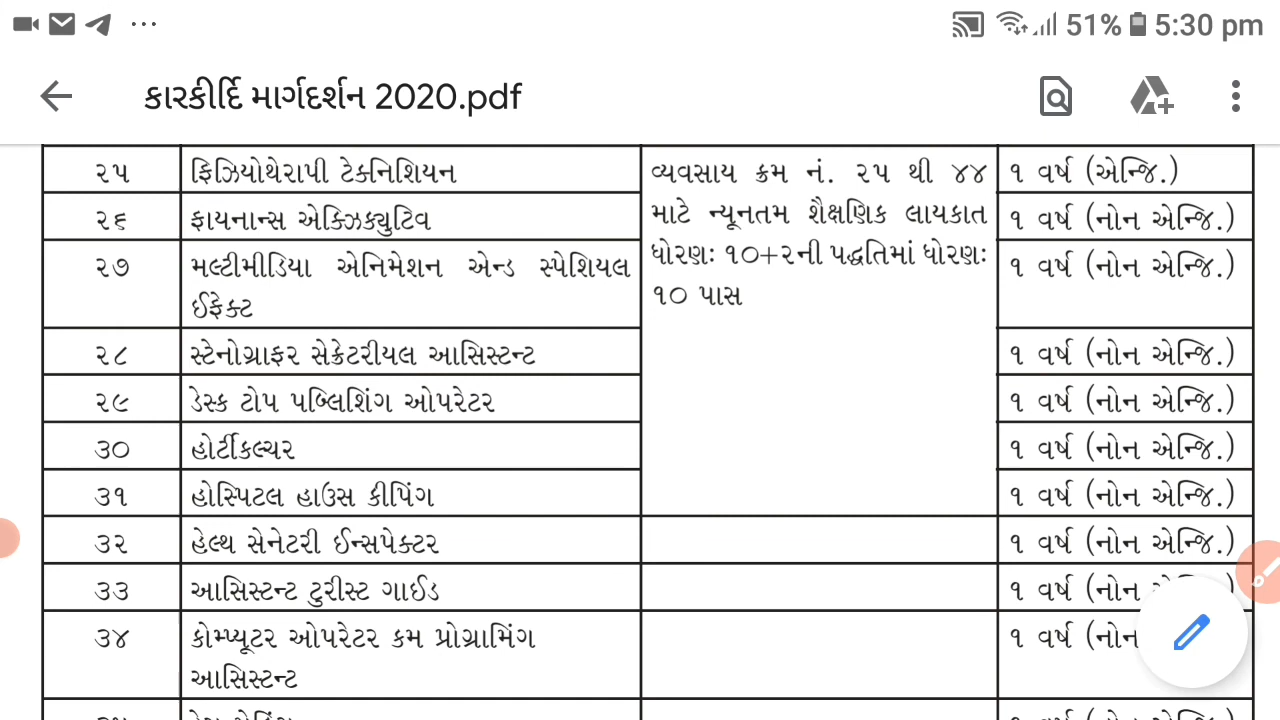 51% 5:30 pm
કારકીર્દિ માર્ગદર્શન 2020.pdf
૨૫ ફિઝિયોથેરાપી ટેક્નિશિયન વ્યવસાય ક્રમ નં. ૨૫ થી ૪૪ ૧ વર્ષ (એન્જિ.)
૨૬ ફાયનાન્સ એક્ઝિક્યુટિવ માટે ન્યૂનતમ શૈક્ષણિક લાયકાત ૧ વર્ષ (નોન એન્જિ.)
૨૭ મલ્ટીમીડિયા એનિમેશન એન્ડ સ્પેશિયલ ધોરણઃ ૧૦+૨ની પદ્ધતિમાં ધોરણઃ ૧ વર્ષ (નોન એન્જિ.)
ઈફેક્ટ ૧૦ પાસ
૨૮ સ્ટેનોગ્રાફર સેક્રેટરીયલ આસિસ્ટન્ટ ૧ વર્ષ (નોન એન્જિ.)
૨૯ ડેસ્ક ટોપ પબ્લિશિંગ ઓપરેટર ૧ વર્ષ (નોન એન્જિ.)
૩૦ હોર્ટીકલ્ચર ૧ વર્ષ (નોન એન્જિ.)
૩૧ હોસ્પિટલ હાઉસ કીપિંગ ૧ વર્ષ (નોન એન્જિ.)
૩૨ હેલ્થ સેનેટરી ઈન્સપેક્ટર ૧ વર્ષ (નોન એન્જિ.)
૩૩ આસિસ્ટન્ટ ટુરીસ્ટ ગાઈડ ૧ વર્ષ (નોન
૩૪ કોમ્પ્યૂટર ઓપરેટર કમ પ્રોગ્રામિંગ ૧ વર્ષ (નોન
આસિસ્ટન્ટ